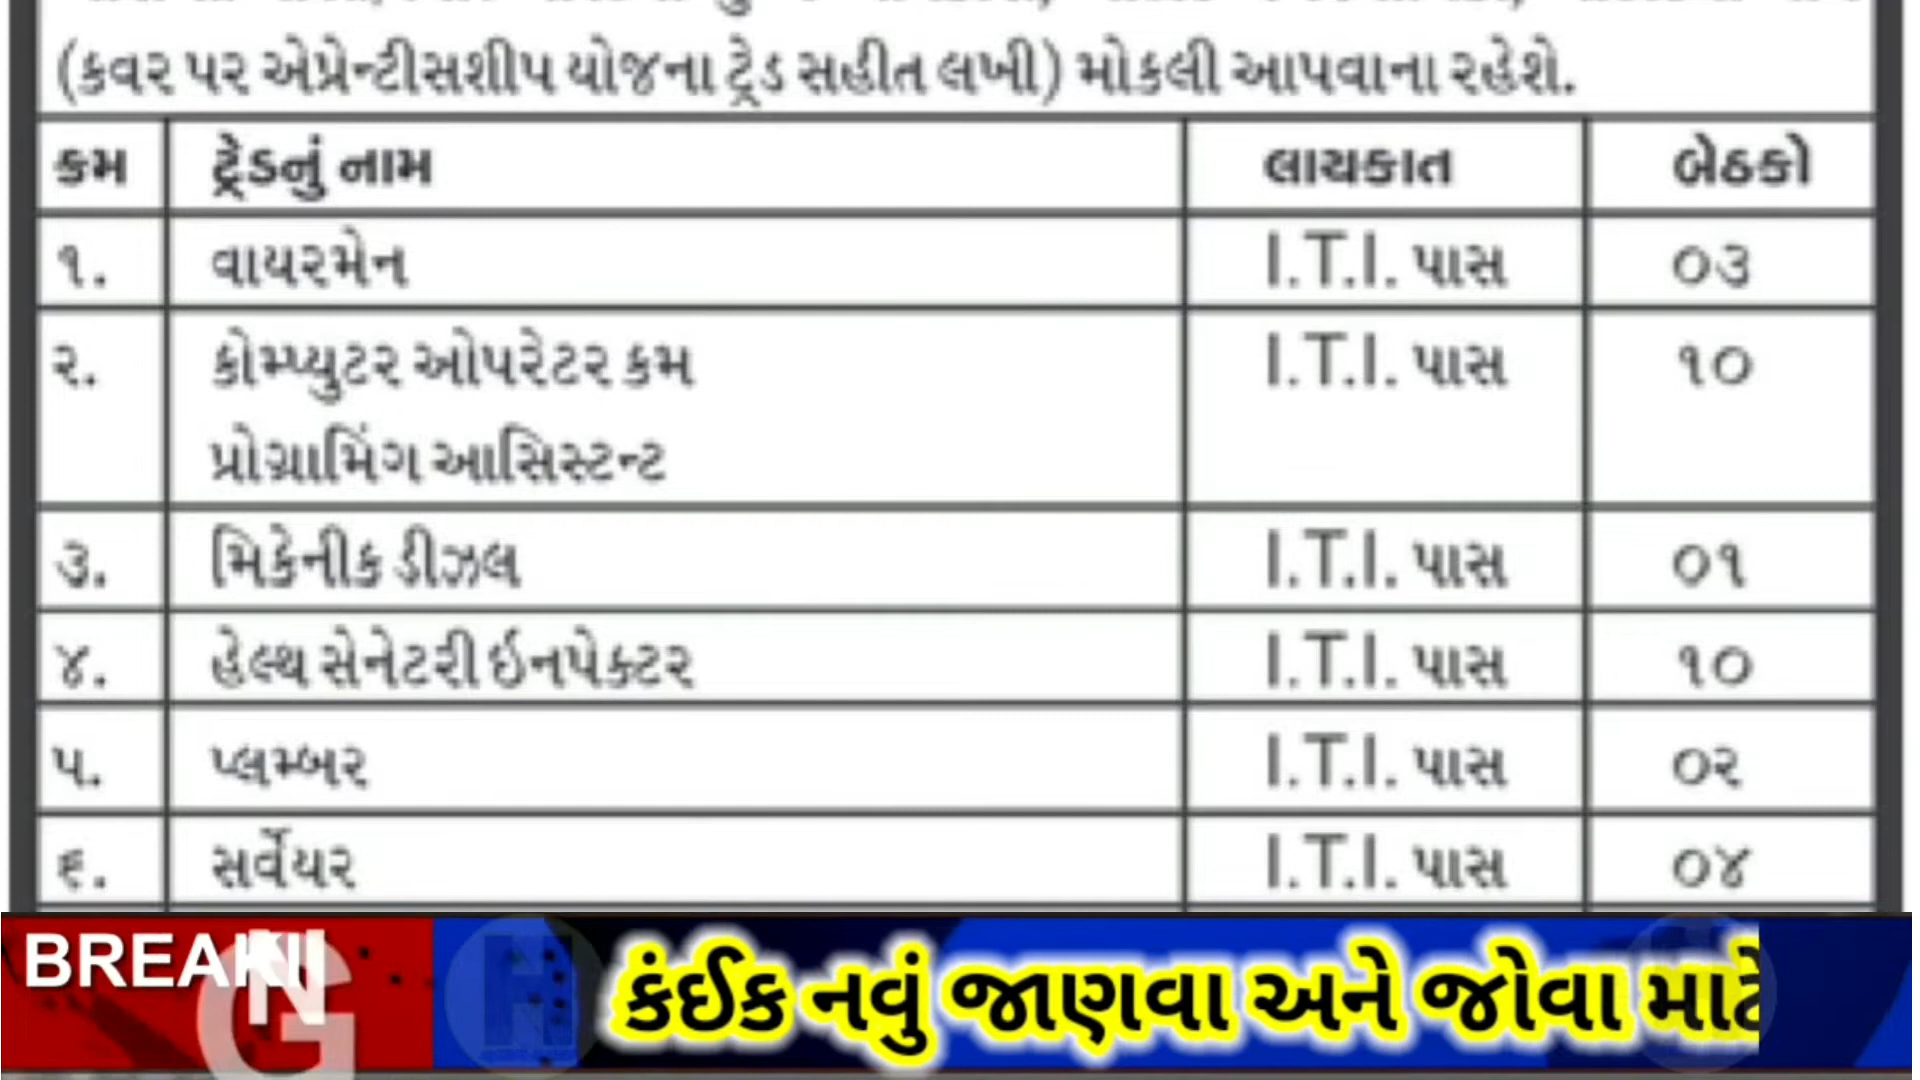 (કવર પર એપ્રેન્ટીસશીપ યોજના ટ્રેડ સહીત લખી) મોકલી આપવાના રહેશે.
ક્રમ ટ્રેડનું નામ લાયકાત બેઠકો
૧. વાયરમેન I.T.I. પાસ ૦૩
૨. કોમ્પ્યુટર ઓપરેટર કમ I.T.I. પાસ ૧૦
પ્રોગ્રામિંગ આસિસ્ટન્ટ
૩. મિકેનીક ડીઝલ I.T.I. પાસ ૦૧
૪. હેલ્થ સેનેટરી ઇનપેક્ટર I.T.I. પાસ ૧૦
૫. પ્લમ્બર I.T.I. પાસ ૦૨
૬. સર્વેયર I.T.I. પાસ ૦૪
BREAKING
કંઈક નવું જાણવા અને જોવા માટે